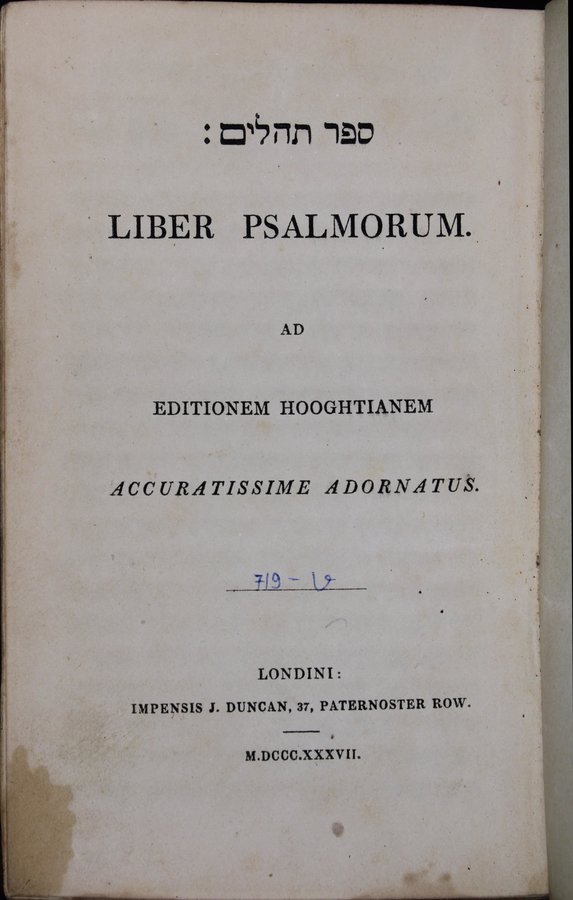 ספר תהלים :
LIBER PSALMORUM.
AD
EDITIONEM HOOGHTIANEM
ACCURATISSIME ADORNATUS.
LONDINI:
IMPENSIS J. DUNCAN, 37, PATERNOSTER ROW.
M.DCCC.XXXVII.